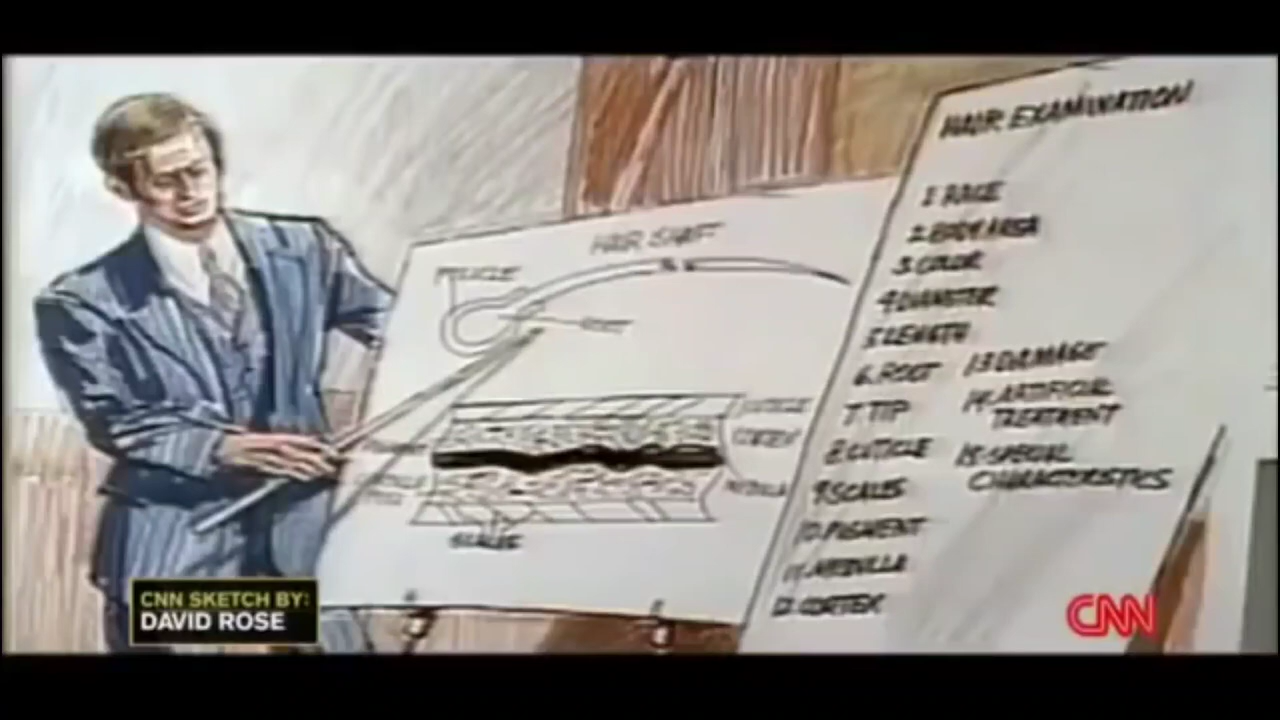 HAIR EXAMINATION
1. RACE
2. BODY AREA
3. COLOR
4. DIAMETER
5. LENGTH
6. ROOT
7. TIP
8. CUTICLE
9. SCALES
10. PIGMENT
11. MEDULLA
12. CORTEX
13 DAMAGE
14. ARTIFICIAL
TREATMENT
15. SPECIAL
CHARACTERISTICS
HAIR SHAFT
FOLLICLE
CUTICLE
CORTEX
MEDULLA
SCALES
CNN SKETCH BY:
DAVID ROSE
CNN